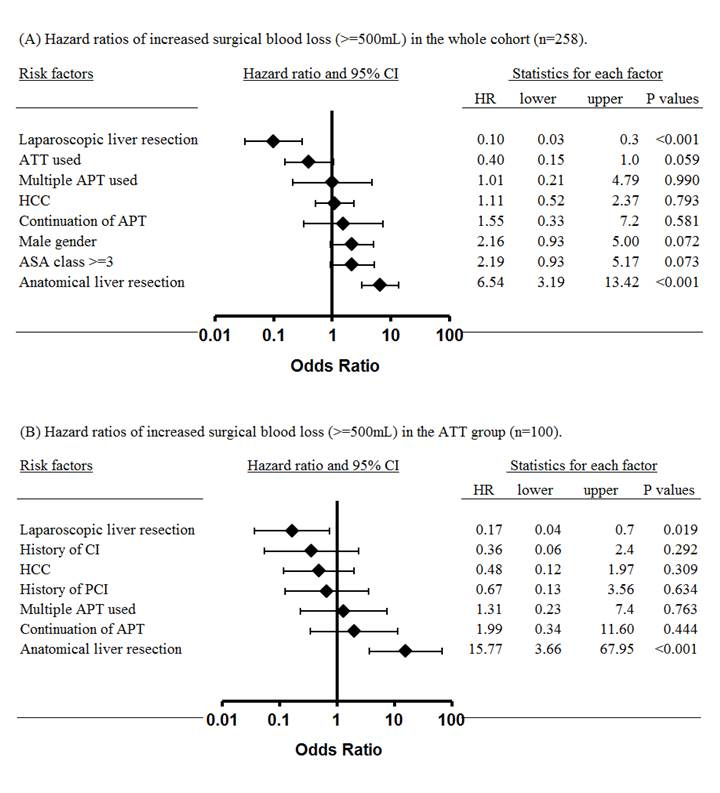 (A) Hazard ratios of increased surgical blood loss (>=500mL) in the whole cohort (n=258).
Risk factors Hazard ratio and 95% CI Statistics for each factor
HR lower upper P values
Laparoscopic liver resection 0.10 0.03 0.3 <0.001
ATT used 0.40 0.15 1.0 0.059
Multiple APT used 1.01 0.21 4.79 0.990
HCC 1.11 0.52 2.37 0.793
Continuation of APT 1.55 0.33 7.2 0.581
Male gender 2.16 0.93 5.00 0.072
ASA class >=3 2.19 0.93 5.17 0.073
Anatomical liver resection 6.54 3.19 13.42 <0.001
0.01 0.1 1 10 100
Odds Ratio
(B) Hazard ratios of increased surgical blood loss (>=500mL) in the ATT group (n=100).
Risk factors Hazard ratio and 95% CI Statistics for each factor
HR lower upper P values
Laparoscopic liver resection 0.17 0.04 0.7 0.019
History of CI 0.36 0.06 2.4 0.292
HCC 0.48 0.12 1.97 0.309
History of PCI 0.67 0.13 3.56 0.634
Multiple APT used 1.31 0.23 7.4 0.763
Continuation of APT 1.99 0.34 11.60 0.444
Anatomical liver resection 15.77 3.66 67.95 <0.001
0.01 0.1 1 10 100
Odds Ratio